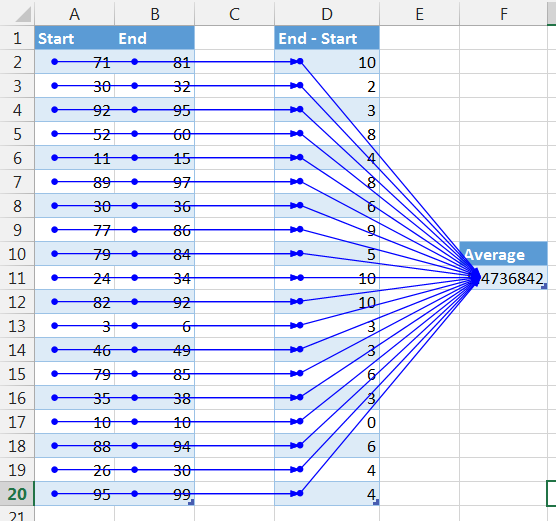 A B C D E F
1 Start End End - Start
2 71 81 10
3 30 32 2
4 92 95 3
5 52 60 8
6 11 15 4
7 89 97 8
8 30 36 6
9 77 86 9
10 79 84 5 Average
11 24 34 10 4736842
12 82 92 10
13 3 6 3
14 46 49 3
15 79 85 6
16 35 38 3
17 10 10 0
18 88 94 6
19 26 30 4
20 95 99 4
21